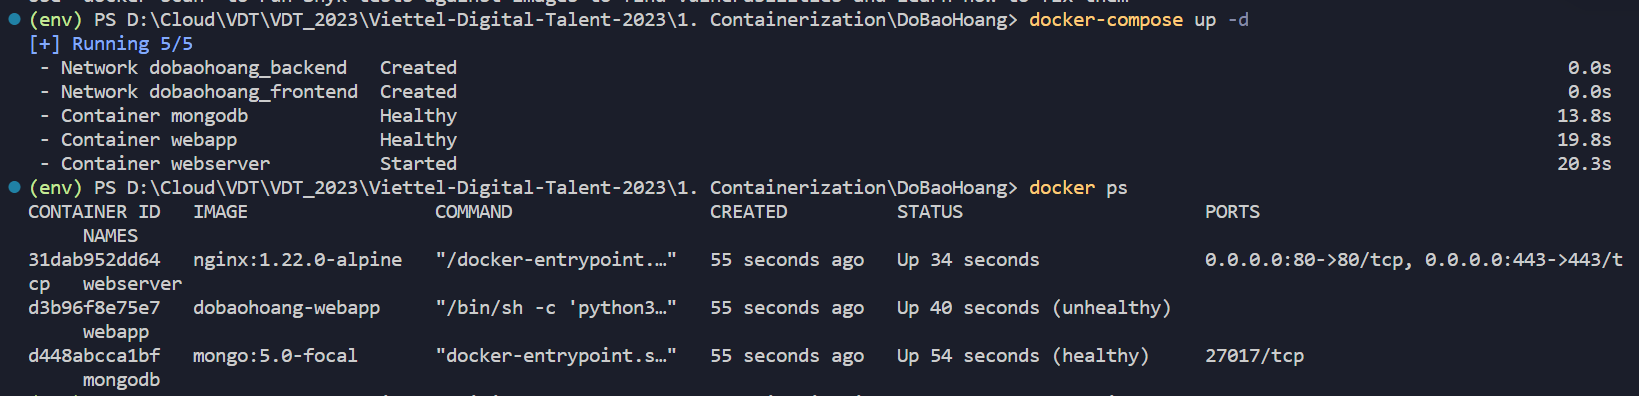 (env) PS D:\Cloud\VDT\VDT_2023\Viettel-Digital-Talent-2023\1. Containerization\DoBaoHoang> docker-compose up -d
[+] Running 5/5
- Network dobaohoang_backend Created 0.0s
- Network dobaohoang_frontend Created 0.0s
- Container mongodb Healthy 13.8s
- Container webapp Healthy 19.8s
- Container webserver Started 20.3s
(env) PS D:\Cloud\VDT\VDT_2023\Viettel-Digital-Talent-2023\1. Containerization\DoBaoHoang> docker ps
CONTAINER ID IMAGE COMMAND CREATED STATUS PORTS
NAMES
31dab952dd64 nginx:1.22.0-alpine "/docker-entrypoint.…" 55 seconds ago Up 34 seconds 0.0.0.0:80->80/tcp, 0.0.0.0:443->443/t
cp webserver
d3b96f8e75e7 dobaohoang-webapp "/bin/sh -c 'python3…" 55 seconds ago Up 40 seconds (unhealthy)
webapp
d448abcca1bf mongo:5.0-focal "docker-entrypoint.s…" 55 seconds ago Up 54 seconds (healthy) 27017/tcp
mongodb